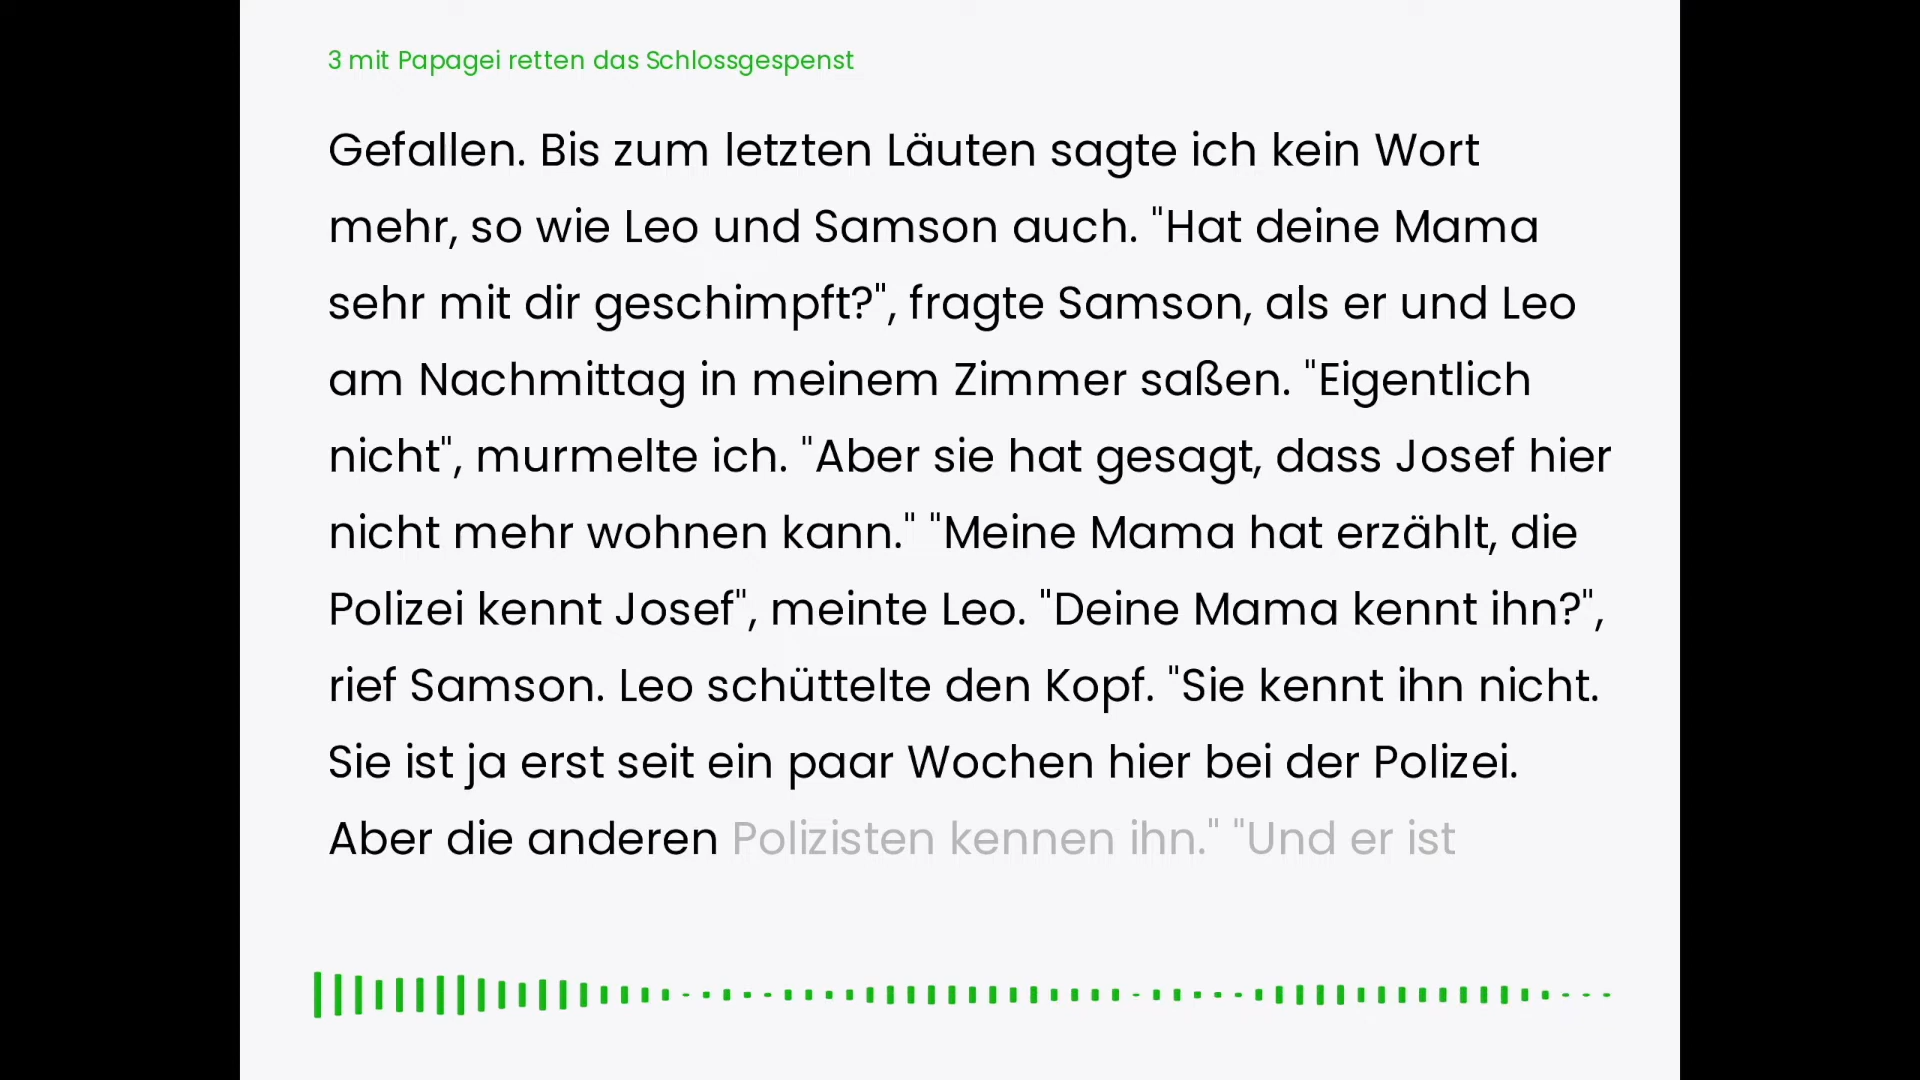 3 mit Papagei retten das Schlossgespenst
Gefallen. Bis zum letzten Läuten sagte ich kein Wort
mehr, so wie Leo und Samson auch. "Hat deine Mama
sehr mit dir geschimpft?", fragte Samson, als er und Leo
am Nachmittag in meinem Zimmer saßen. "Eigentlich
nicht", murmelte ich. "Aber sie hat gesagt, dass Josef hier
nicht mehr wohnen kann." "Meine Mama hat erzählt, die
Polizei kennt Josef", meinte Leo. "Deine Mama kennt ihn?",
rief Samson. Leo schüttelte den Kopf. "Sie kennt ihn nicht.
Sie ist ja erst seit ein paar Wochen hier bei der Polizei.
Aber die anderen Polizisten kennen ihn." "Und er ist